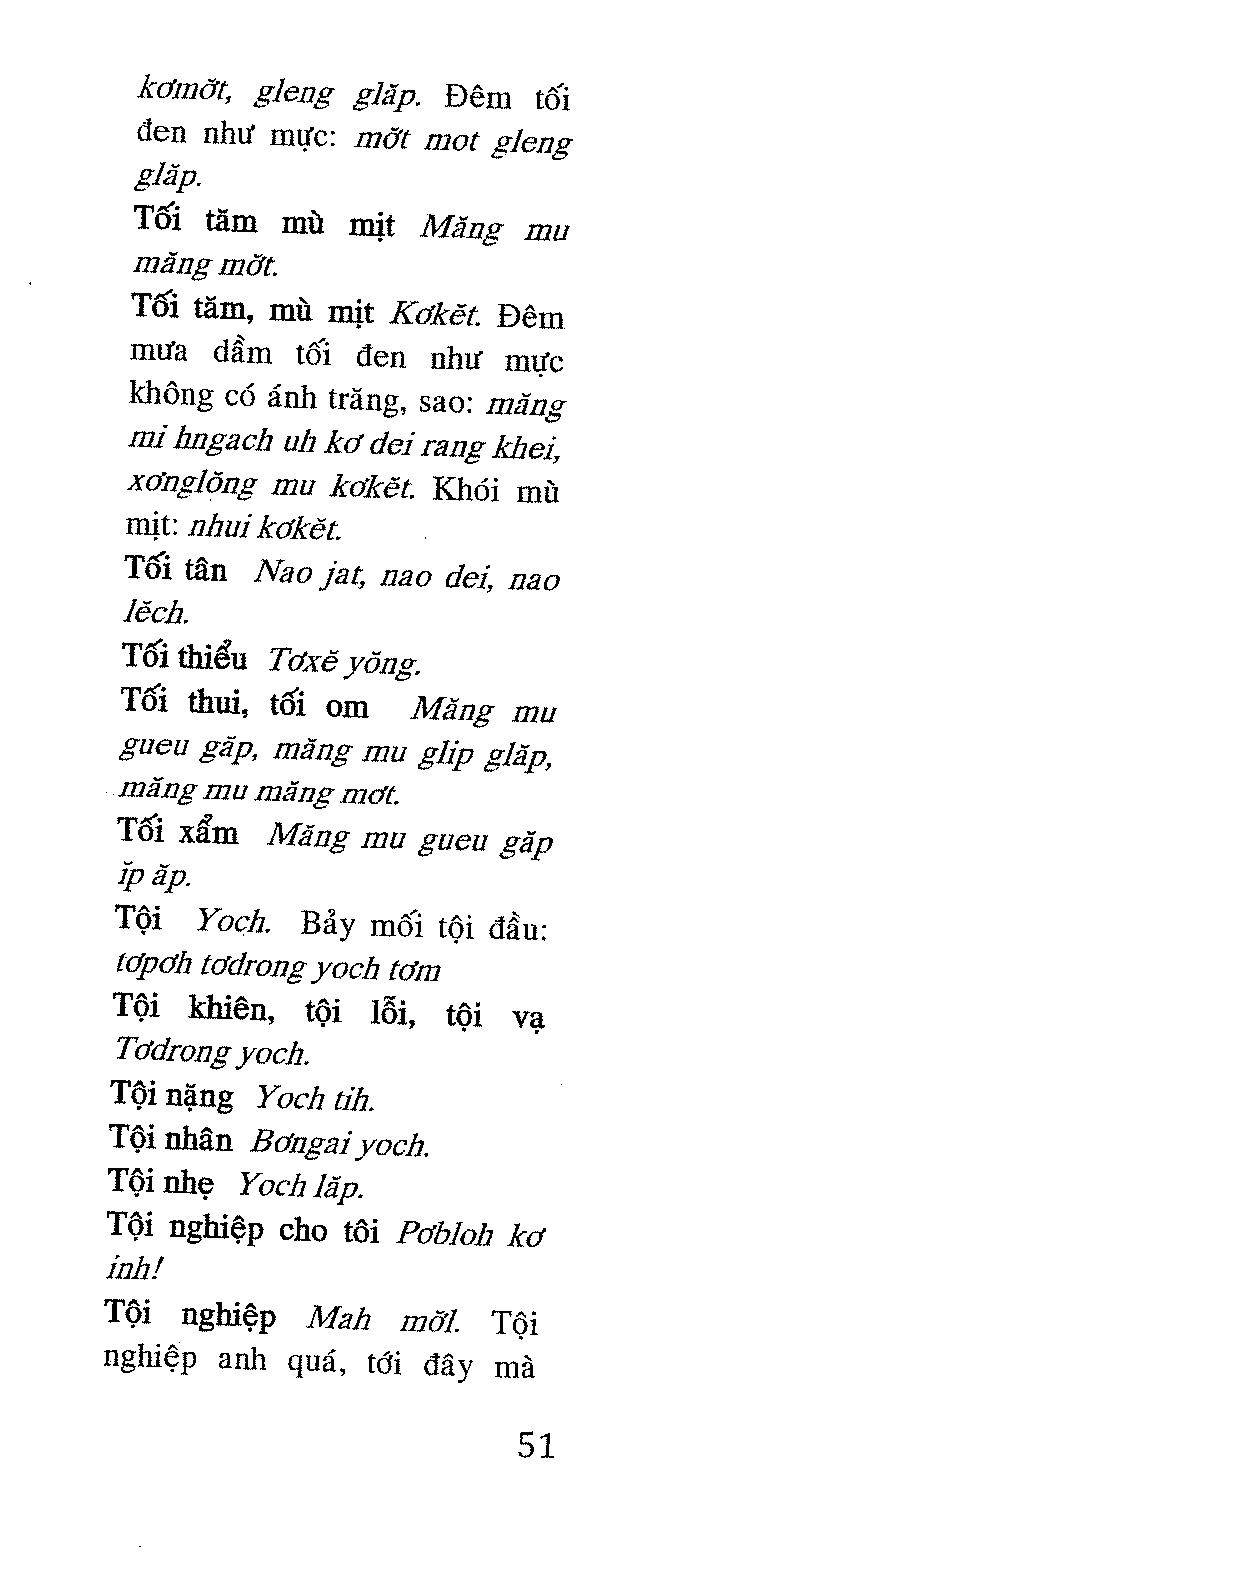 kơmơ̆t, gleng glăp. Đêm tối
đen như mực: mơ̆t mot gleng
glăp.
Tối tăm mù mịt Măng mu
măng mơ̆t.
Tối tăm, mù mịt Kơkĕt. Đêm
mưa dầm tối đen như mực
không có ánh trăng, sao: măng
mi hngach uh kơ dei rang khei,
xơnglŏng mu kơkĕt. Khói mù
mịt: nhui kơkĕt.
Tối tân Nao jat, nao dei, nao
lĕch.
Tối thiểu Tơxĕ yŏng.
Tối thui, tối om Măng mu
gueu găp, măng mu glip glăp,
măng mu măng mơt.
Tối xẩm Măng mu gueu găp
ĭp ăp.
Tội Yoch. Bảy mối tội đầu:
tơpơh tơdrong yoch tơm
Tội khiên, tội lỗi, tội vạ
Tơdrong yoch.
Tội nặng Yoch tih.
Tội nhân Bơngai yoch.
Tội nhẹ Yoch lăp.
Tội nghiệp cho tôi Pơbloh kơ
inh!
Tội nghiệp Mah mơ̆l. Tội
nghiệp anh quá, tới đây mà
51